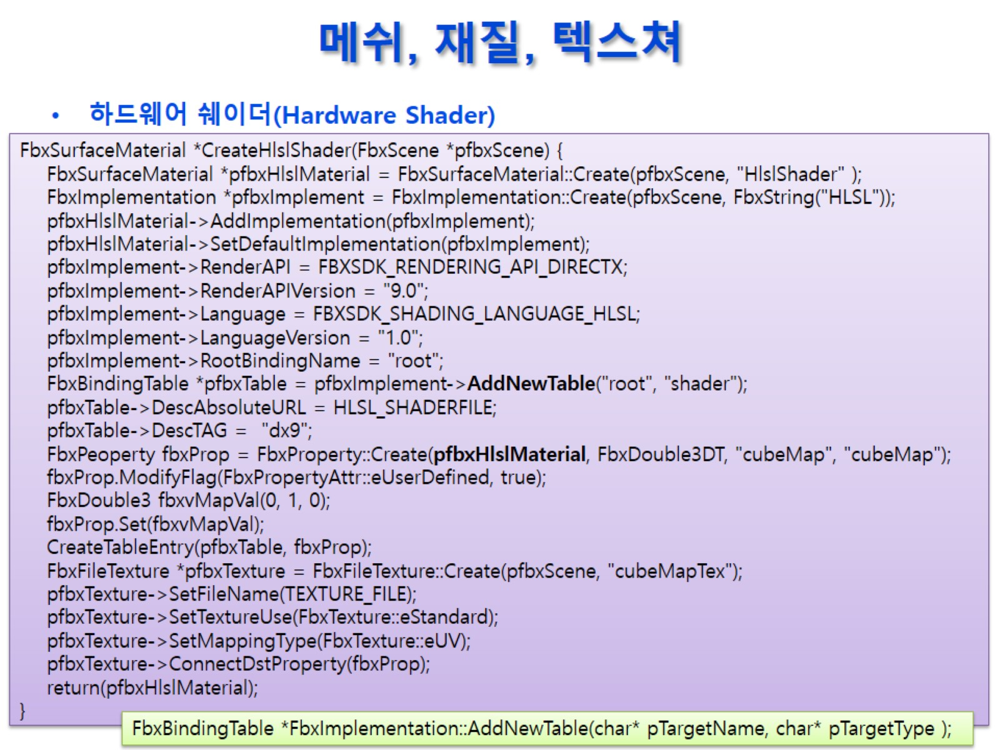 메쉬, 재질, 텍스쳐
• 하드웨어 쉐이더(Hardware Shader)
FbxSurfaceMaterial *CreateHlslShader(FbxScene *pfbxScene) {
FbxSurfaceMaterial *pfbxHlslMaterial = FbxSurfaceMaterial::Create(pfbxScene, "HlslShader" );
FbxImplementation *pfbxImplement = FbxImplementation::Create(pfbxScene, FbxString("HLSL"));
pfbxHlslMaterial->AddImplementation(pfbxImplement);
pfbxHlslMaterial->SetDefaultImplementation(pfbxImplement);
pfbxImplement->RenderAPI = FBXSDK_RENDERING_API_DIRECTX;
pfbxImplement->RenderAPIVersion = "9.0";
pfbxImplement->Language = FBXSDK_SHADING_LANGUAGE_HLSL;
pfbxImplement->LanguageVersion = "1.0";
pfbxImplement->RootBindingName = "root";
FbxBindingTable *pfbxTable = pfbxImplement->AddNewTable("root", "shader");
pfbxTable->DescAbsoluteURL = HLSL_SHADERFILE;
pfbxTable->DescTAG =  "dx9";
FbxPeoperty fbxProp = FbxProperty::Create(pfbxHlslMaterial, FbxDouble3DT, "cubeMap", "cubeMap");
fbxProp.ModifyFlag(FbxPropertyAttr::eUserDefined, true);
FbxDouble3 fbxvMapVal(0, 1, 0);
fbxProp.Set(fbxvMapVal);
CreateTableEntry(pfbxTable, fbxProp);
FbxFileTexture *pfbxTexture = FbxFileTexture::Create(pfbxScene, "cubeMapTex");
pfbxTexture->SetFileName(TEXTURE_FILE);
pfbxTexture->SetTextureUse(FbxTexture::eStandard);
pfbxTexture->SetMappingType(FbxTexture::eUV);
pfbxTexture->ConnectDstProperty(fbxProp);
return(pfbxHlslMaterial);
}
FbxBindingTable *FbxImplementation::AddNewTable(char* pTargetName, char* pTargetType );